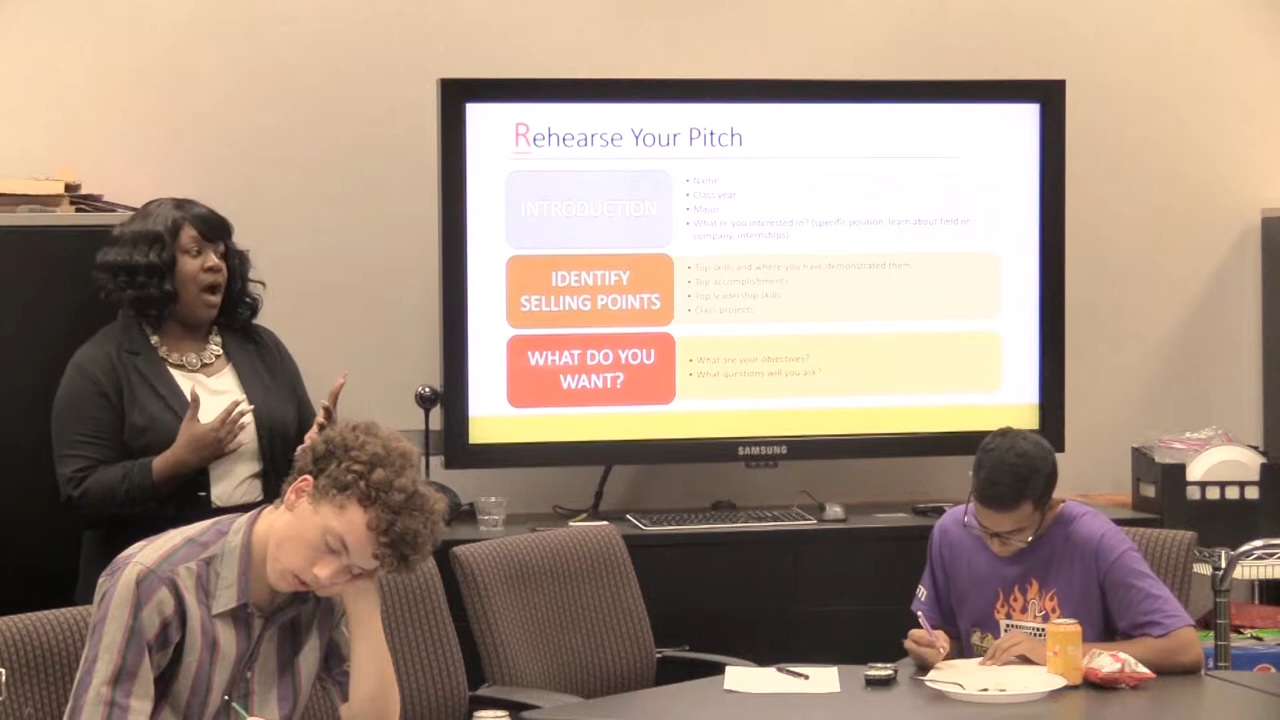 Rehearse Your Pitch
INTRODUCTION
• Name
• Class year
• Major
• What are you interested in? (specific position, learn about field or
company, internships)
IDENTIFY
SELLING POINTS
• Top skills and where you have demonstrated them
• Top accomplishments
• Top leadership skills
• Class projects
WHAT DO YOU
WANT?
• What are your objectives?
• What questions will you ask?
SAMSUNG